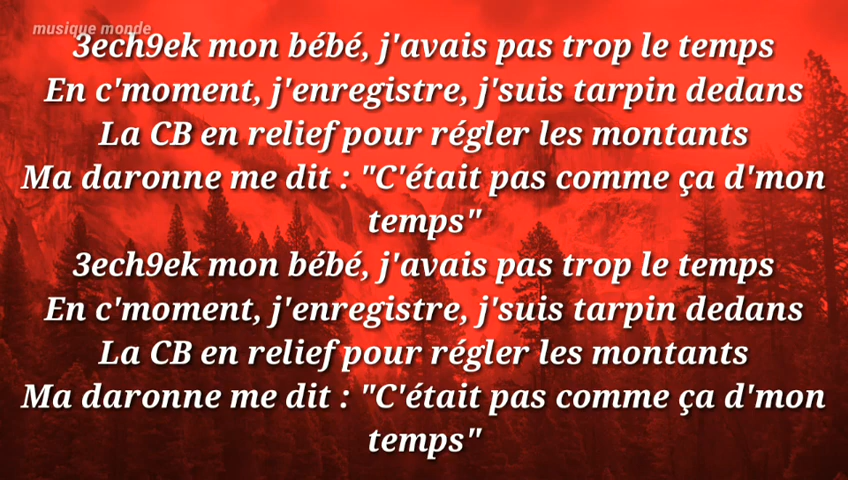 musique monde
3ech9ek mon bébé, j'avais pas trop le temps
En c'moment, j'enregistre, j'suis tarpin dedans
La CB en relief pour régler les montants
Ma daronne me dit : "C'était pas comme ça d'mon
temps"
3ech9ek mon bébé, j'avais pas trop le temps
En c'moment, j'enregistre, j'suis tarpin dedans
La CB en relief pour régler les montants
Ma daronne me dit : "C'était pas comme ça d'mon
temps"